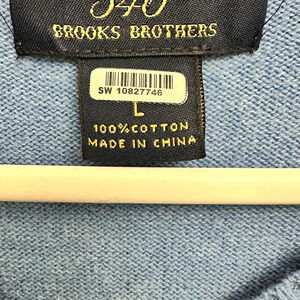 346
BROOKS BROTHERS
SW 10827746
L
100% COTTON
MADE IN CHINA